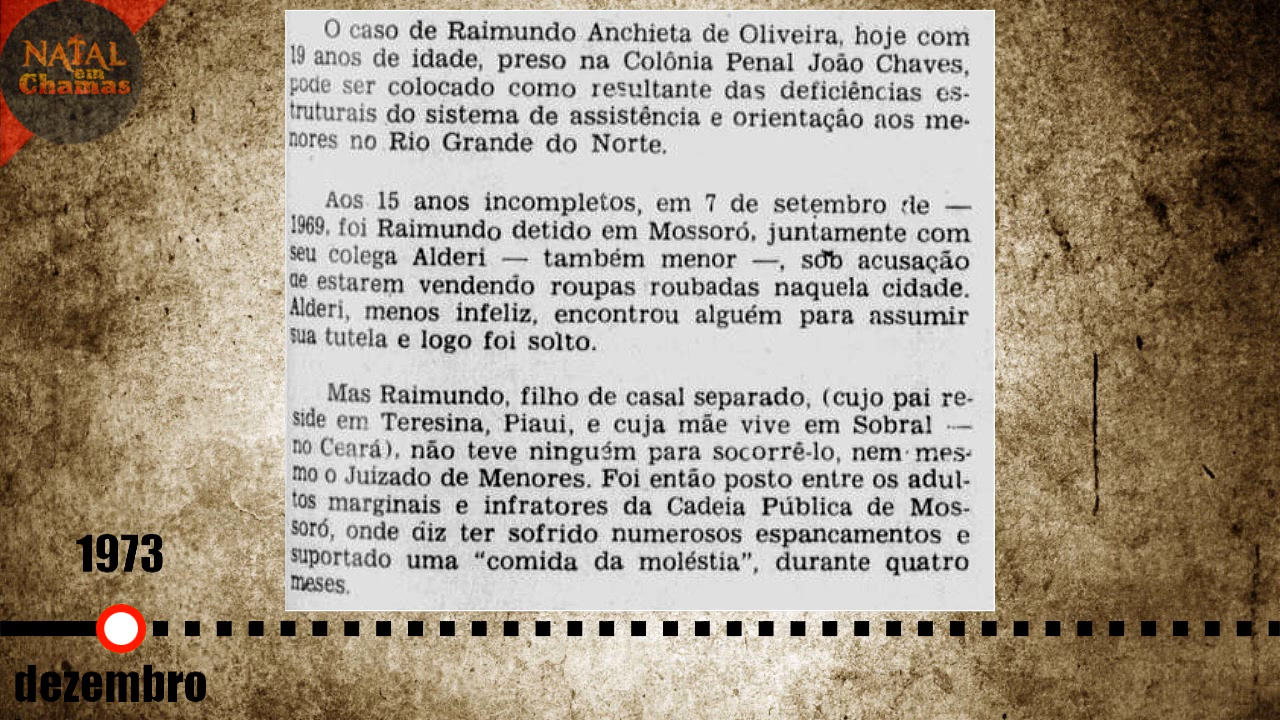 NATAL
em
Chamas
O caso de Raimundo Anchieta de Oliveira, hoje com
19 anos de idade, preso na Colônia Penal João Chaves,
pode ser colocado como resultante das deficiências es-
truturais do sistema de assistência e orientação aos me-
nores no Rio Grande do Norte.
Aos 15 anos incompletos, em 7 de setembro de —
1969, foi Raimundo detido em Mossoró, juntamente com
seu colega Alderi — também menor —, sob acusação
de estarem vendendo roupas roubadas naquela cidade.
Alderi, menos infeliz, encontrou alguém para assumir
sua tutela e logo foi solto.
Mas Raimundo, filho de casal separado, (cujo pai re-
side em Teresina, Piaui, e cuja mãe vive em Sobral —
no Ceará), não teve ninguém para socorrê-lo, nem mes-
mo o Juizado de Menores. Foi então posto entre os adul-
tos marginais e infratores da Cadeia Pública de Mos-
soró, onde diz ter sofrido numerosos espancamentos e
suportado uma “comida da moléstia”, durante quatro
meses.
1973
dezembro